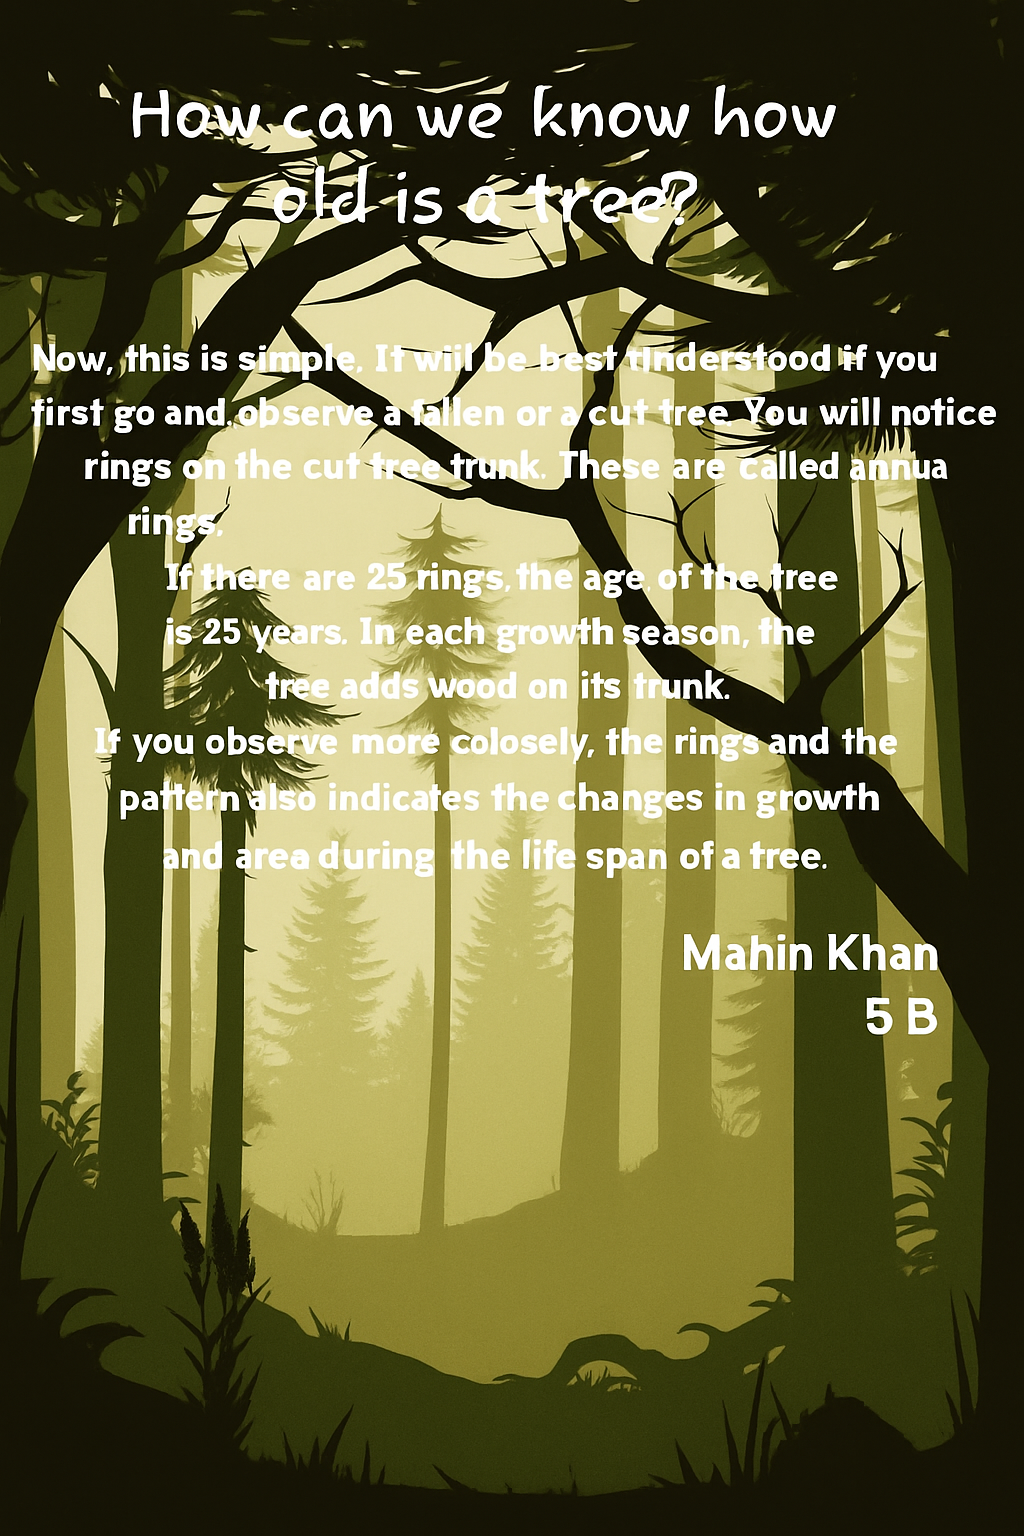 How can we know how
old is a tree?
Now, this is simple. It wiil be best tInderstood if you
first go and. observe a fallen or a cut tree. You will notice
rings on the cut tree trunk. These are called annua
rings,
If there are 25 rings, the age of the tree
is 25 years. In each growth season, the
tree adds wood on its trunk.
If you observe more colosely, the rings and the
pattern also indicates the changes in growth
and area during the life span of a tree.
Mahin Khan
5 B